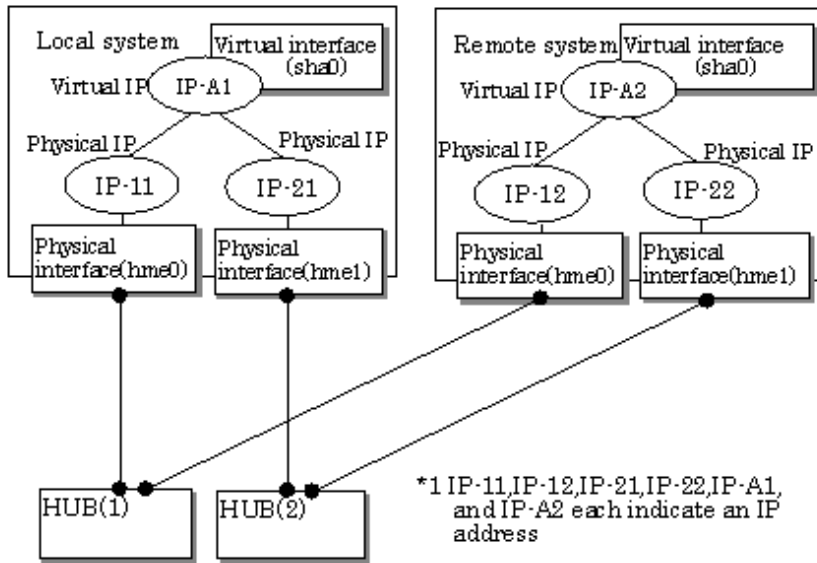 Local system
Virtual interface
(sha0)
Virtual IP
IP-A1
Physical IP
Physical IP
IP-11
IP-21
Physical
interface(hme0)
Physical
interface(hme1)
Remote system
Virtual interface
(sha0)
Virtual IP
IP-A2
Physical IP
Physical IP
IP-12
IP-22
Physical
interface(hme0)
Physical
interface(hme1)
HUB(1)
HUB(2)
*1 IP-11,IP-12,IP-21,IP-22,IP-A1,
and IP-A2 each indicate an IP
address